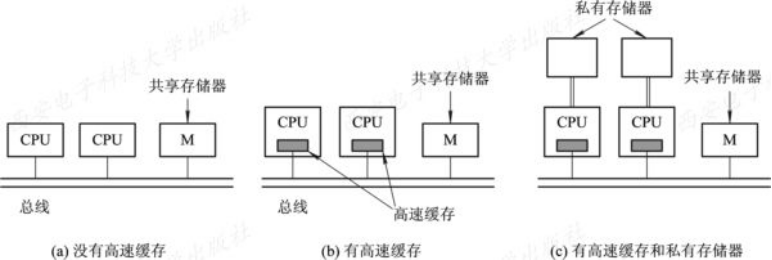 私有存储器
共享存储器
CPU
CPU
M
总线
(a) 没有高速缓存
共享存储器
CPU
CPU
M
总线
高速缓存
(b) 有高速缓存
共享存储器
CPU
CPU
M
(c) 有高速缓存和私有存储器
西安电子科技大学出版社